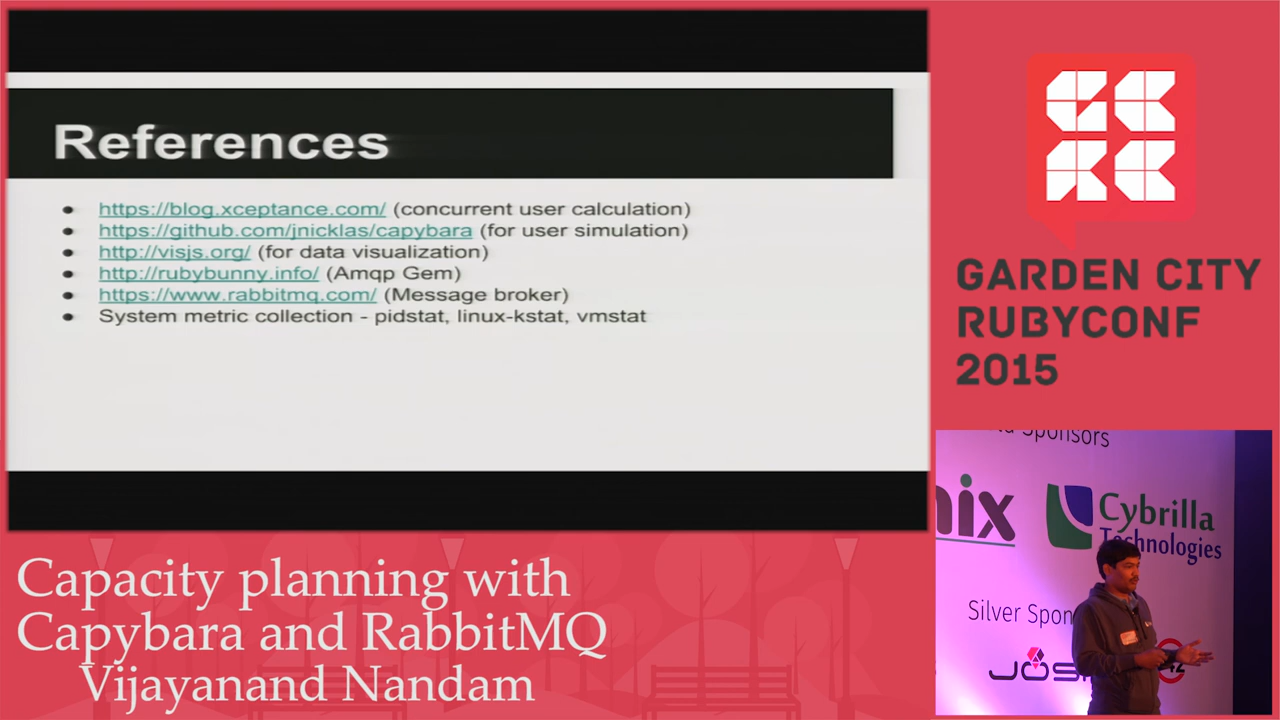 References
https://blog.xceptance.com/ (concurrent user calculation)
https://github.com/jnicklas/capybara (for user simulation)
http://visjs.org/ (for data visualization)
http://rubybunny.info/ (Amqp Gem)
https://www.rabbitmq.com/ (Message broker)
System metric collection - pidstat, linux-kstat, vmstat
GARDEN CITY
RUBYCONF
2015
Sponsors
Cybrilla
Technologies
Silver
Capacity planning with
Capybara and RabbitMQ
Vijayanand Nandam